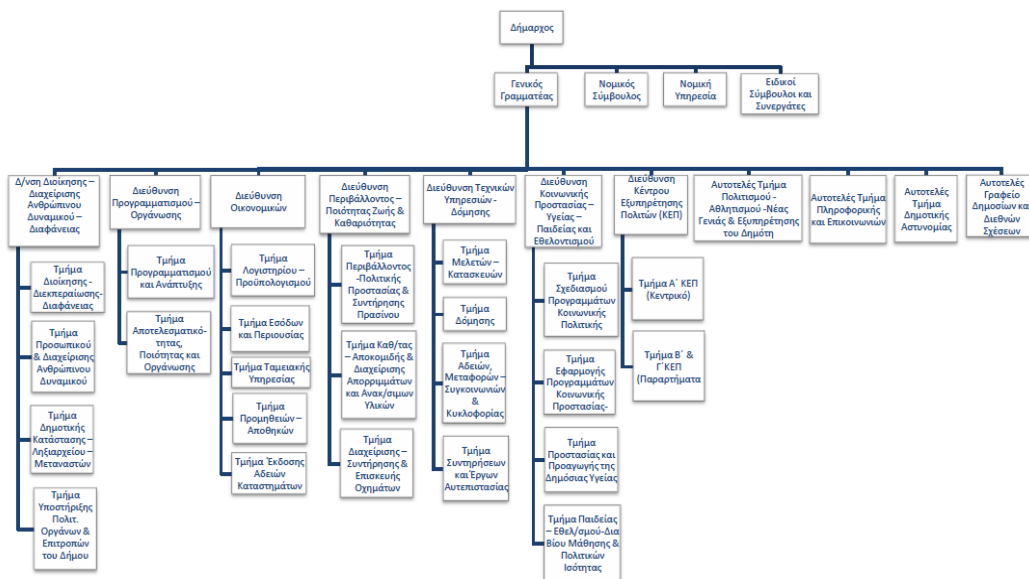 Δήμαρχος
Γενικός
Γραμματέας
Νομικός
Σύμβουλος
Νομική
Υπηρεσία
Ειδικοί
Σύμβουλοι και
Συνεργάτες
Δ/νση Διοίκησης –
Διαχείρισης
Ανθρώπινου
Δυναμικού –
Διαφάνειας
Διεύθυνση
Προγραμματισμού –
Οργάνωσης
Διεύθυνση
Οικονομικών
Διεύθυνση
Περιβάλλοντος –
Ποιότητας Ζωής &
Καθαριότητας
Διεύθυνση Τεχνικών
Υπηρεσιών -
Δόμησης
Διεύθυνση
Κοινωνικής
Προστασίας –
Υγείας –
Παιδείας και
Εθελοντισμού
Διεύθυνση
Κέντρου
Εξυπηρέτησης
Πολιτών (ΚΕΠ)
Αυτοτελές Τμήμα
Πολιτισμού -
Αθλητισμού -Νέας
Γενιάς & Εξυπηρέτησης
του Δημότη
Αυτοτελές Τμήμα
Πληροφορικής
και Επικοινωνιών
Αυτοτελές
Τμήμα
Δημοτικής
Αστυνομίας
Αυτοτελές
Γραφείο
Δημοσίων και
Διεθνών
Σχέσεων
Τμήμα
Διοίκησης -
Διεκπεραίωσης-
Διαφάνειας
Τμήμα
Προσωπικού
& Διαχείρισης
Ανθρώπινου
Δυναμικού
Τμήμα
Δημοτικής
Κατάστασης –
Ληξιαρχείου –
Μεταναστών
Τμήμα
Υποστήριξης
Πολιτ.
Οργάνων &
Επιτροπών
του Δήμου
Τμήμα
Προγραμματισμού
και Ανάπτυξης
Τμήμα
Αποτελεσματικό-
τητας,
Ποιότητας και
Οργάνωσης
Τμήμα
Λογιστηρίου –
Προϋπολογισμού
Τμήμα Εσόδων
και Περιουσίας
Τμήμα Ταμειακής
Υπηρεσίας
Τμήμα
Προμηθειών –
Αποθηκών
Τμήμα Έκδοσης
Αδειών
Καταστημάτων
Τμήμα
Περιβάλλοντος
-Πολιτικής
Προστασίας &
Συντήρησης
Πρασίνου
Τμήμα Καθ/τας
– Αποκομιδής &
Διαχείρισης
Απορριμμάτων
και Ανακ/σιμων
Υλικών
Τμήμα
Διαχείρισης –
Συντήρησης &
Επισκευής
Οχημάτων
Τμήμα
Μελετών –
Κατασκευών
Τμήμα
Δόμησης
Τμήμα
Αδειών,
Μεταφορών –
Συγκοινωνιών
&
Κυκλοφορίας
Τμήμα
Συντηρήσεων
και Έργων
Αυτεπιστασίας
Τμήμα
Σχεδιασμού
Προγραμμάτων
Κοινωνικής
Πολιτικής
Τμήμα
Εφαρμογής
Προγραμμάτων
Κοινωνικής
Προστασίας-
Τμήμα
Προστασίας και
Προαγωγής της
Δημόσιας Υγείας
Τμήμα Παιδείας
– Εθελ/σμού-Δια
Βίου Μάθησης &
Πολιτικών
Ισότητας
Τμήμα Α΄ ΚΕΠ
(Κεντρικό)
Τμήμα Β΄ &
Γ΄ΚΕΠ
(Παραρτήματα